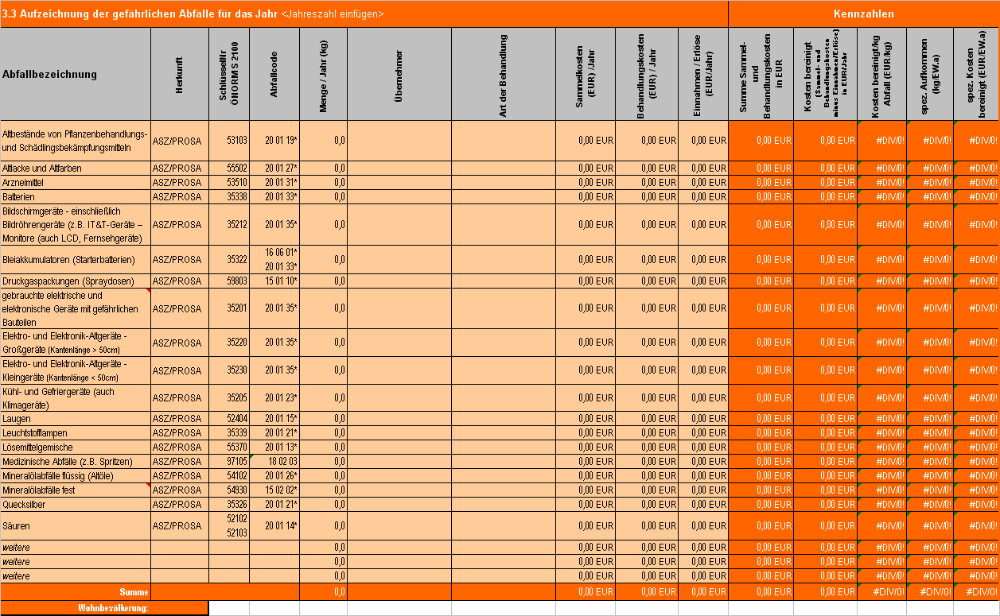 3.3 Aufzeichnung der gefährlichen Abfälle für das Jahr <Jahreszahl einfügen> Kennzahlen
Abfallbezeichnung
Herkunft
SchlüsselNr
ÖNORM S 2100
Abfallcode
Menge / Jahr (kg)
Übernehmer
Art der Behandlung
Sammelkosten
(EUR) /Jahr
Behandlungskosten
(EUR) / Jahr
Einnahmen / Erlöse
(EUR/Jahr)
Summe Sammel-
und
Behandlungskosten
in EUR
Kosten bereinigt
(Sammel- und
Behandlungskosten
minus Einnahmen/Erlöse)
in EUR/Jahr
Kosten bereinigt/kg
Abfall (EUR/kg)
spez. Aufkommen
(kg/EW.a)
spez. Kosten
bereinigt (EUR/EW.a)
Altbestände von Pflanzenbehandlungs-
und Schädlingsbekämpfungsmitteln
ASZ/PROSA 53103 20 01 19* 0,0 0,00 EUR 0,00 EUR 0,00 EUR 0,00 EUR 0,00 EUR #DIV/0! #DIV/0! #DIV/0!
Altlacke und Altfarben ASZ/PROSA 55502 20 01 27* 0,0 0,00 EUR 0,00 EUR 0,00 EUR 0,00 EUR 0,00 EUR #DIV/0! #DIV/0! #DIV/0!
Arzneimittel ASZ/PROSA 53510 20 01 31* 0,0 0,00 EUR 0,00 EUR 0,00 EUR 0,00 EUR 0,00 EUR #DIV/0! #DIV/0! #DIV/0!
Batterien ASZ/PROSA 35338 20 01 33* 0,0 0,00 EUR 0,00 EUR 0,00 EUR 0,00 EUR 0,00 EUR #DIV/0! #DIV/0! #DIV/0!
Bildschirmgeräte - einschließlich
Bildröhrengeräte (z.B. IT&T-Geräte –
Monitore (auch LCD, Fernsehgeräte)
ASZ/PROSA 35212 20 01 35* 0,0 0,00 EUR 0,00 EUR 0,00 EUR 0,00 EUR 0,00 EUR #DIV/0! #DIV/0! #DIV/0!
Bleiakkumulatoren (Starterbatterien) ASZ/PROSA 35322 16 06 01*
20 01 33* 0,0 0,00 EUR 0,00 EUR 0,00 EUR 0,00 EUR 0,00 EUR #DIV/0! #DIV/0! #DIV/0!
Druckgaspackungen (Spraydosen) ASZ/PROSA 59803 15 01 10* 0,0 0,00 EUR 0,00 EUR 0,00 EUR 0,00 EUR 0,00 EUR #DIV/0! #DIV/0! #DIV/0!
gebrauchte elektrische und
elektronische Geräte mit gefährlichen
Bauteilen
ASZ/PROSA 35201 20 01 35* 0,0 0,00 EUR 0,00 EUR 0,00 EUR 0,00 EUR 0,00 EUR #DIV/0! #DIV/0! #DIV/0!
Elektro- und Elektronik-Altgeräte -
Großgeräte (Kantenlänge > 50cm)
ASZ/PROSA 35220 20 01 35* 0,0 0,00 EUR 0,00 EUR 0,00 EUR 0,00 EUR 0,00 EUR #DIV/0! #DIV/0! #DIV/0!
Elektro- und Elektronik-Altgeräte -
Kleingeräte (Kantenlänge < 50cm)
ASZ/PROSA 35230 20 01 35* 0,0 0,00 EUR 0,00 EUR 0,00 EUR 0,00 EUR 0,00 EUR #DIV/0! #DIV/0! #DIV/0!
Kühl- und Gefriergeräte (auch
Klimageräte)
ASZ/PROSA 35205 20 01 23* 0,0 0,00 EUR 0,00 EUR 0,00 EUR 0,00 EUR 0,00 EUR #DIV/0! #DIV/0! #DIV/0!
Laugen ASZ/PROSA 52404 20 01 15* 0,0 0,00 EUR 0,00 EUR 0,00 EUR 0,00 EUR 0,00 EUR #DIV/0! #DIV/0! #DIV/0!
Leuchtstofflampen ASZ/PROSA 35339 20 01 21* 0,0 0,00 EUR 0,00 EUR 0,00 EUR 0,00 EUR 0,00 EUR #DIV/0! #DIV/0! #DIV/0!
Lösemittelgemische ASZ/PROSA 55370 20 01 13* 0,0 0,00 EUR 0,00 EUR 0,00 EUR 0,00 EUR 0,00 EUR #DIV/0! #DIV/0! #DIV/0!
Medizinische Abfälle (z.B. Spritzen) ASZ/PROSA 97105 18 02 03 0,0 0,00 EUR 0,00 EUR 0,00 EUR 0,00 EUR 0,00 EUR #DIV/0! #DIV/0! #DIV/0!
Mineralölabfälle flüssig (Altöle) ASZ/PROSA 54102 20 01 26* 0,0 0,00 EUR 0,00 EUR 0,00 EUR 0,00 EUR 0,00 EUR #DIV/0! #DIV/0! #DIV/0!
Mineralölabfälle fest ASZ/PROSA 54930 15 02 02* 0,0 0,00 EUR 0,00 EUR 0,00 EUR 0,00 EUR 0,00 EUR #DIV/0! #DIV/0! #DIV/0!
Quecksilber ASZ/PROSA 35326 20 01 21* 0,0 0,00 EUR 0,00 EUR 0,00 EUR 0,00 EUR 0,00 EUR #DIV/0! #DIV/0! #DIV/0!
Säuren ASZ/PROSA 52102
52103 20 01 14* 0,0 0,00 EUR 0,00 EUR 0,00 EUR 0,00 EUR 0,00 EUR #DIV/0! #DIV/0! #DIV/0!
weitere 0,0 0,00 EUR 0,00 EUR 0,00 EUR 0,00 EUR 0,00 EUR #DIV/0! #DIV/0! #DIV/0!
weitere 0,0 0,00 EUR 0,00 EUR 0,00 EUR 0,00 EUR 0,00 EUR #DIV/0! #DIV/0! #DIV/0!
weitere 0,0 0,00 EUR 0,00 EUR 0,00 EUR 0,00 EUR 0,00 EUR #DIV/0! #DIV/0! #DIV/0!
Summe 0,0 0,00 EUR 0,00 EUR 0,00 EUR 0,00 EUR 0,00 EUR #DIV/0! #DIV/0! #DIV/0!
Wohnbevölkerung: